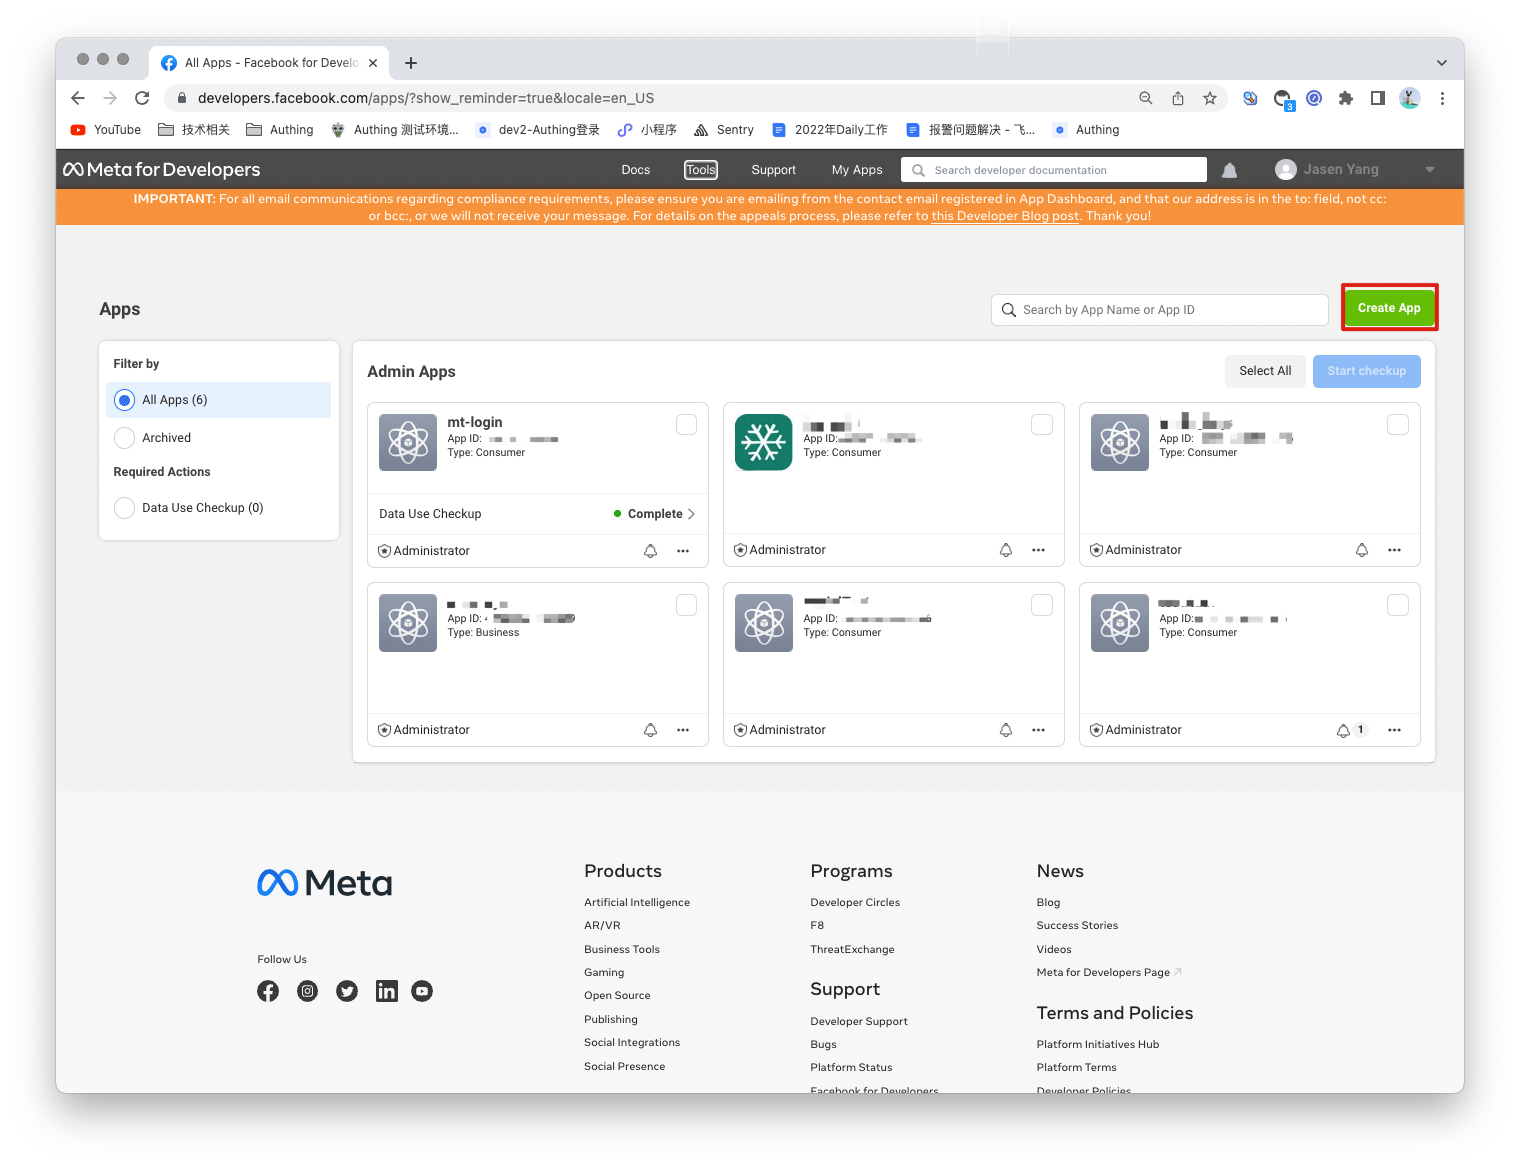 All Apps - Facebook for Develo
developers.facebook.com/apps/?show_reminder=true&locale=en_US
3
YouTube 技术相关 Authing Authing 测试环境... dev2-Authing登录 小程序 Sentry 2022年Daily工作 报警问题解决 - 飞... Authing
Meta for Developers Docs Tools Support My Apps Search developer documentation Jasen Yang
IMPORTANT: For all email communications regarding compliance requirements, please ensure you are emailing from the contact email registered in App Dashboard, and that our address is in the to: field, not cc:
or bcc:, or we will not receive your message. For details on the appeals process, please refer to this Developer Blog post. Thank you!
Apps
Search by App Name or App ID
Create App
Filter by
All Apps (6)
Archived
Required Actions
Data Use Checkup (0)
Admin Apps
Select All
Start checkup
mt-login
App ID:
Type: Consumer
Data Use Checkup
Complete
Administrator
App ID:
Type: Consumer
Administrator
App ID:
Type: Consumer
Administrator
App ID:
Type: Business
Administrator
App ID:
Type: Consumer
Administrator
App ID:
Type: Consumer
Administrator
1
Meta
Follow Us
Products
Artificial Intelligence
AR/VR
Business Tools
Gaming
Open Source
Publishing
Social Integrations
Social Presence
Programs
Developer Circles
F8
ThreatExchange
Support
Developer Support
Bugs
Platform Status
Facebook for Developers
News
Blog
Success Stories
Videos
Meta for Developers Page
Terms and Policies
Platform Initiatives Hub
Platform Terms
Developer Policies